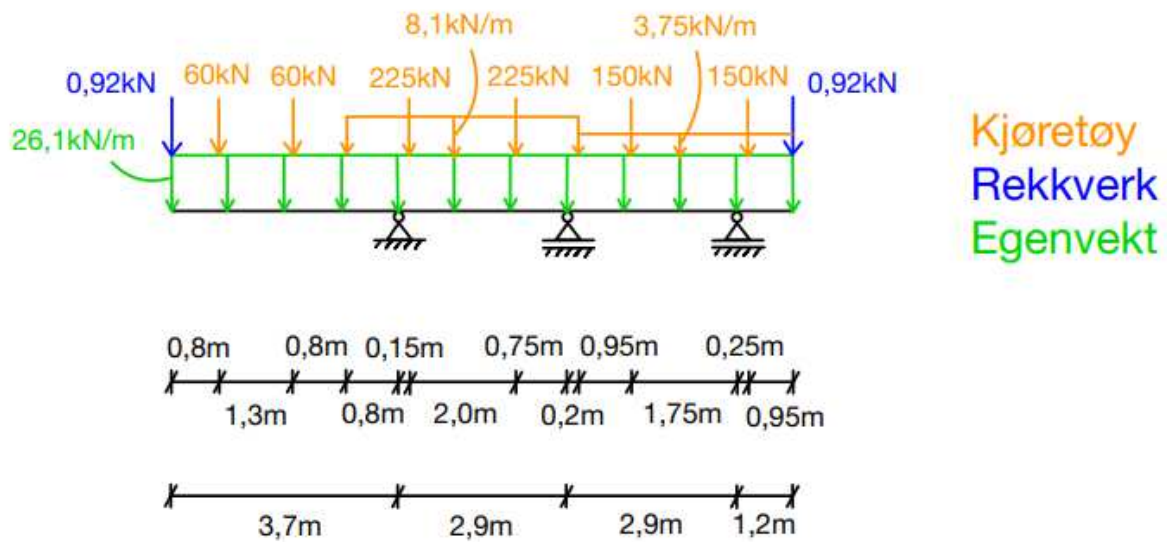 8,1kN/m 3,75kN/m
0,92kN 60kN 60kN 225kN 225kN 150kN 150kN 0,92kN
26,1kN/m
Kjøretøy
Rekkverk
Egenvekt
0,8m 0,8m 0,15m 0,75m 0,95m 0,25m
1,3m 0,8m 2,0m 0,2m 1,75m 0,95m
3,7m 2,9m 2,9m 1,2m